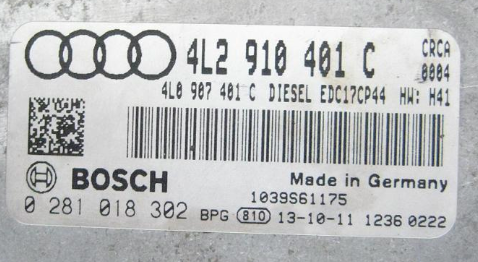 4L2 910 401 C CRCA
0004
4L0 907 401 C DIESEL EDC17CP44 HW: H41
BOSCH Made in Germany
1039S61175
0 281 018 302 BPG 810 13-10-11 1236 0222